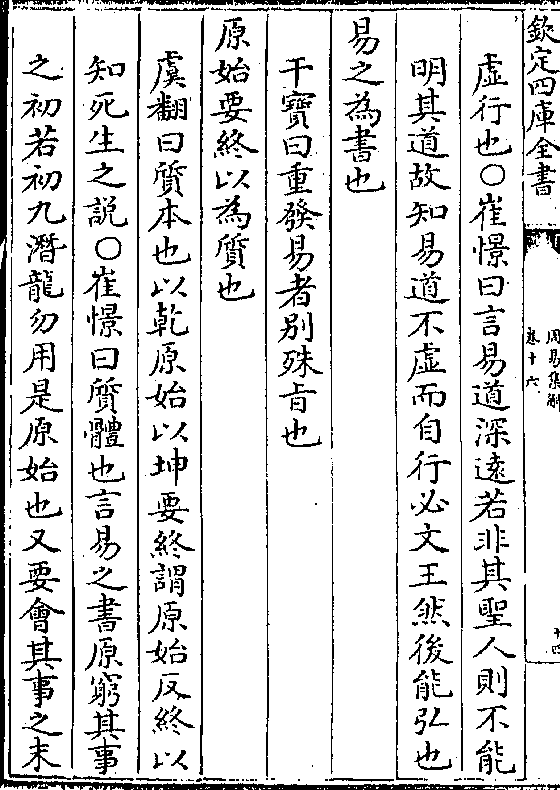 欽定四庫全書
周易集解
卷十六
十四
虚行也○崔憬曰言易道深遠若非其聖人則不能
明其道故知易道不虚而自行必文王然後能弘也
易之為書也
干寶曰重發易者别殊旨也
原始要終以為質也
虞翻曰質本也以乾原始以坤要終謂原始反終以
知死生之説○崔憬曰質體也言易之書原窮其事
之初若初九潛龍勿用是原始也又要會其事之末